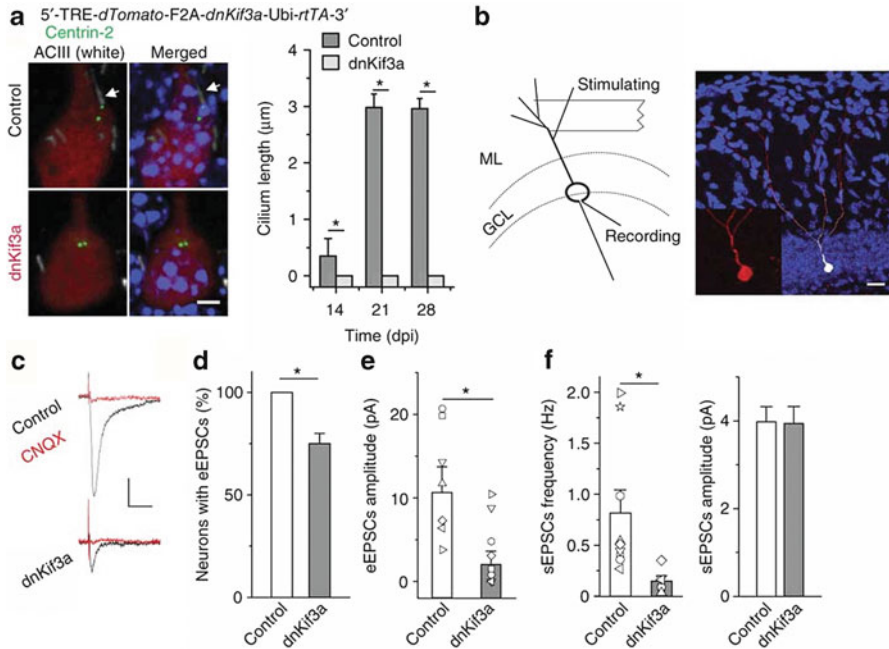 a 5′-TRE-dTomato-F2A-dnKif3a-Ubi-rtTA-3′
Centrin-2
ACIII (white) Merged
Control
dnKif3a
Control
dnKif3a
Cilium length (μm)
4
3
2
1
0
* * *
14 21 28
Time (dpi)
b
Stimulating
ML
GCL
Recording
c
Control
CNQX
dnKif3a
d
Neurons with eEPSCs (%)
100
75
50
25
0
*
Control dnKif3a
e
eEPSCs amplitude (pA)
20
10
0
*
Control dnKif3a
f
sEPSCs frequency (Hz)
2.0
1.5
1.0
0.5
0
*
Control dnKif3a
sEPSCs amplitude (pA)
4
2
0
Control dnKif3a